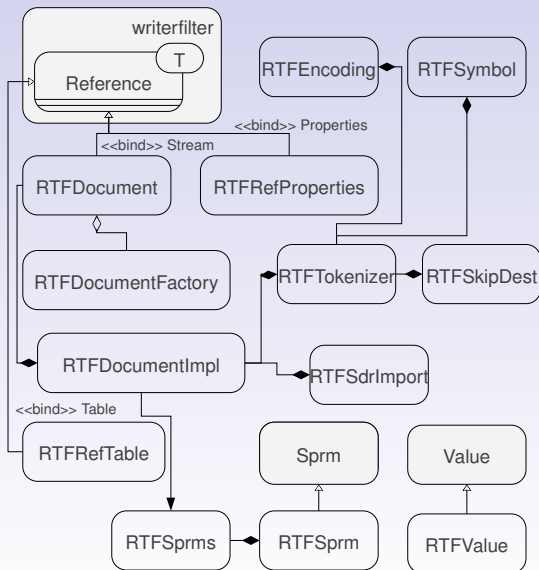 writerfilter
T
Reference
RTFEncoding
RTFSymbol
<<bind>> Properties
<<bind>> Stream
RTFDocument
RTFRefProperties
RTFDocumentFactory
RTFTokenizer
RTFSkipDest
RTFDocumentImpl
RTFSdrImport
<<bind>> Table
RTFRefTable
Sprm
Value
RTFSprms
RTFSprm
RTFValue